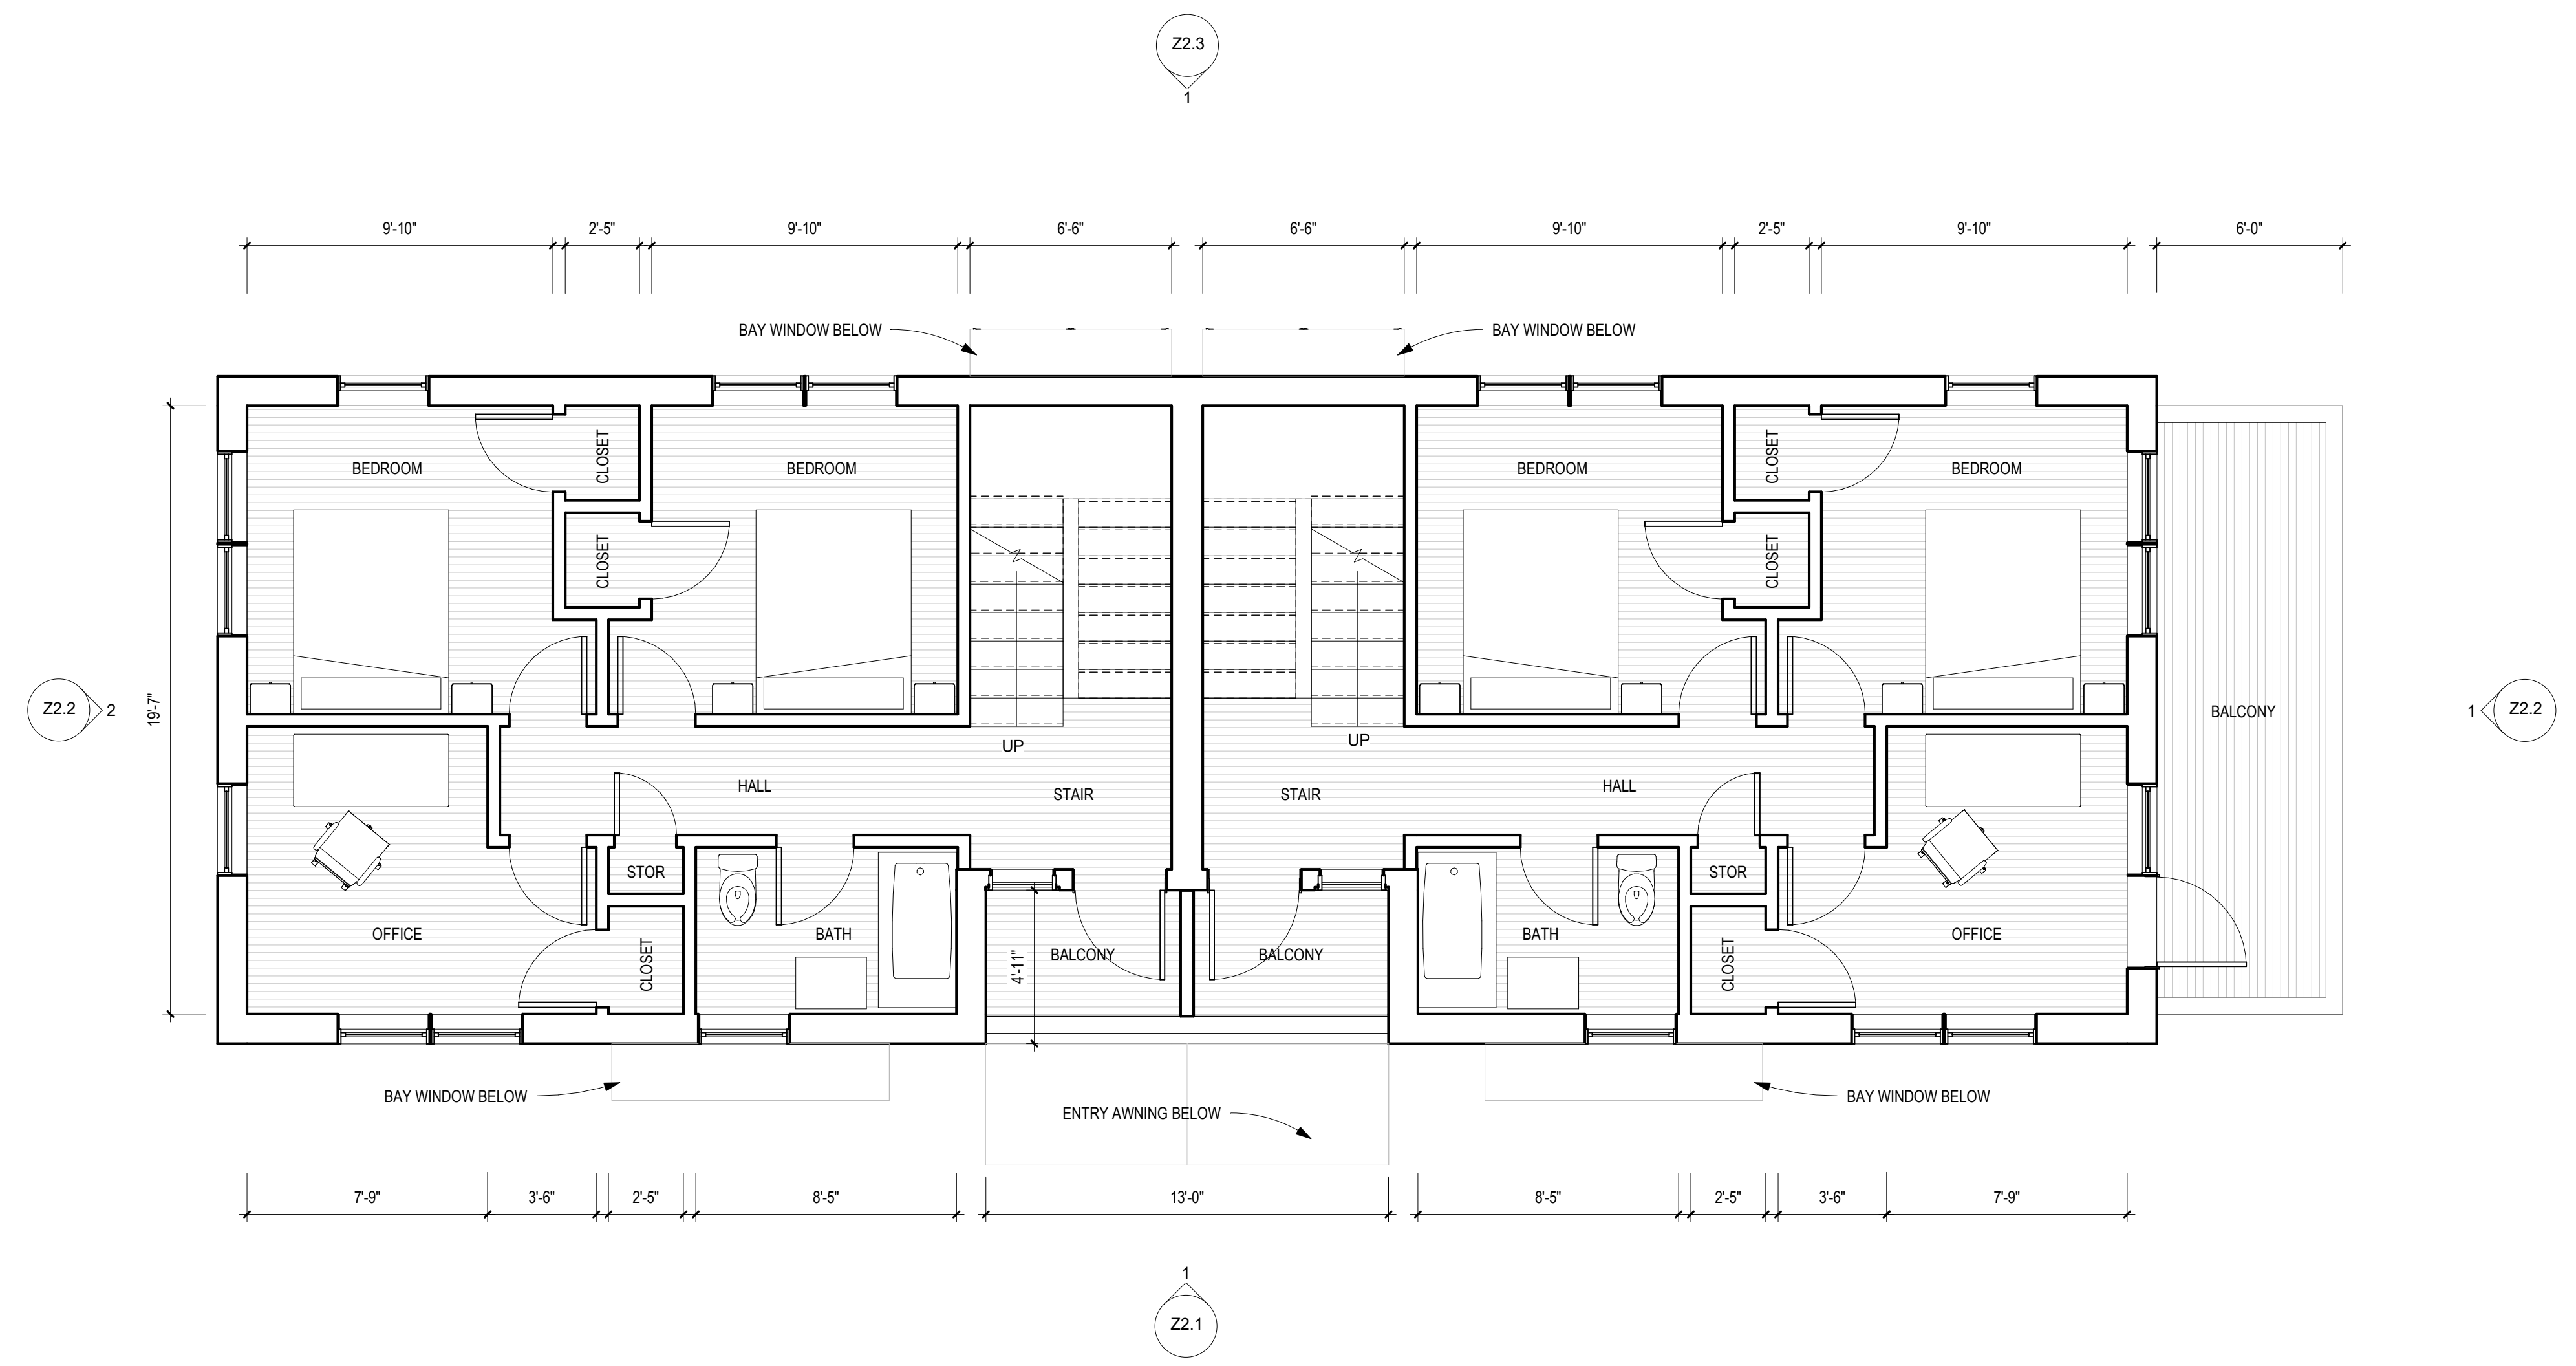 Z2.3
1
9'-10"
2'-5"
9'-10"
6'-6"
6'-6"
9'-10"
2'-5"
9'-10"
6'-0"
BAY WINDOW BELOW
BAY WINDOW BELOW
BEDROOM
CLOSET
BEDROOM
BEDROOM
CLOSET
BEDROOM
CLOSET
CLOSET
Z2.2
2
19'-7"
BALCONY
1
Z2.2
UP
UP
HALL
STAIR
STAIR
HALL
STOR
STOR
OFFICE
CLOSET
BATH
4'-11"
BALCONY
BALCONY
BATH
CLOSET
OFFICE
BAY WINDOW BELOW
ENTRY AWNING BELOW
BAY WINDOW BELOW
7'-9"
3'-6"
2'-5"
8'-5"
13'-0"
8'-5"
2'-5"
3'-6"
7'-9"
1
Z2.1